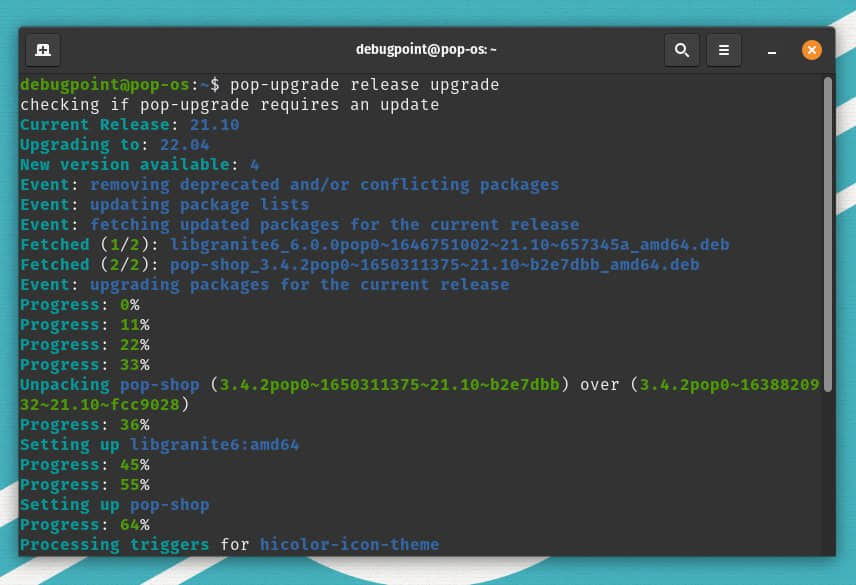 debugpoint@pop-os: ~
debugpoint@pop-os:~$ pop-upgrade release upgrade
checking if pop-upgrade requires an update
Current Release: 21.10
Upgrading to: 22.04
New version available: 4
Event: removing deprecated and/or conflicting packages
Event: updating package lists
Event: fetching updated packages for the current release
Fetched (1/2): libgranite6_6.0.0pop0~1646751002~21.10~657345a_amd64.deb
Fetched (2/2): pop-shop_3.4.2pop0~1650311375~21.10~b2e7dbb_amd64.deb
Event: upgrading packages for the current release
Progress: 0%
Progress: 11%
Progress: 22%
Progress: 33%
Unpacking pop-shop (3.4.2pop0~1650311375~21.10~b2e7dbb) over (3.4.2pop0~16388209
32~21.10~fcc9028)
Progress: 36%
Setting up libgranite6:amd64
Progress: 45%
Progress: 55%
Setting up pop-shop
Progress: 64%
Processing triggers for hicolor-icon-theme